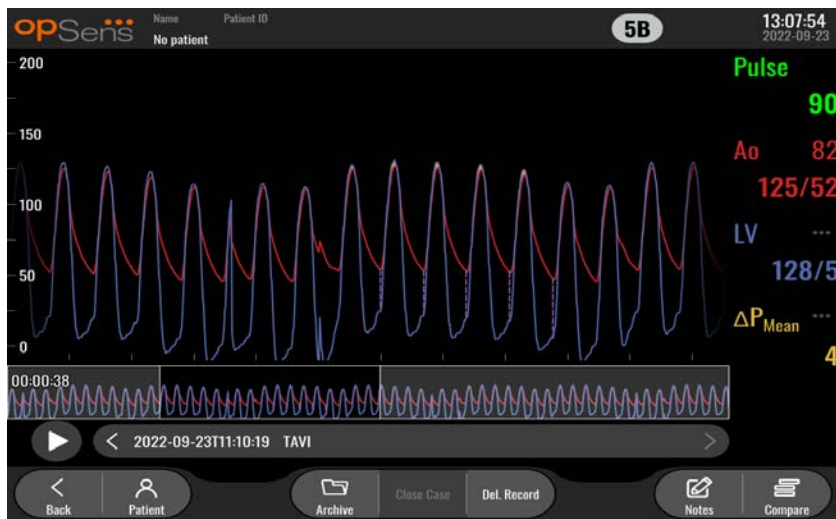 opSens
Name Patient ID
No patient
5B
13:07:54
2022-09-23
200
150
100
50
0
Pulse
90
Ao 82
125/52
LV ---
128/5
ΔPMean ---
4
00:00:38
< 2022-09-23T11:10:19 TAVI >
Back
Patient
Archive
Close Case
Del. Record
Notes
Compare